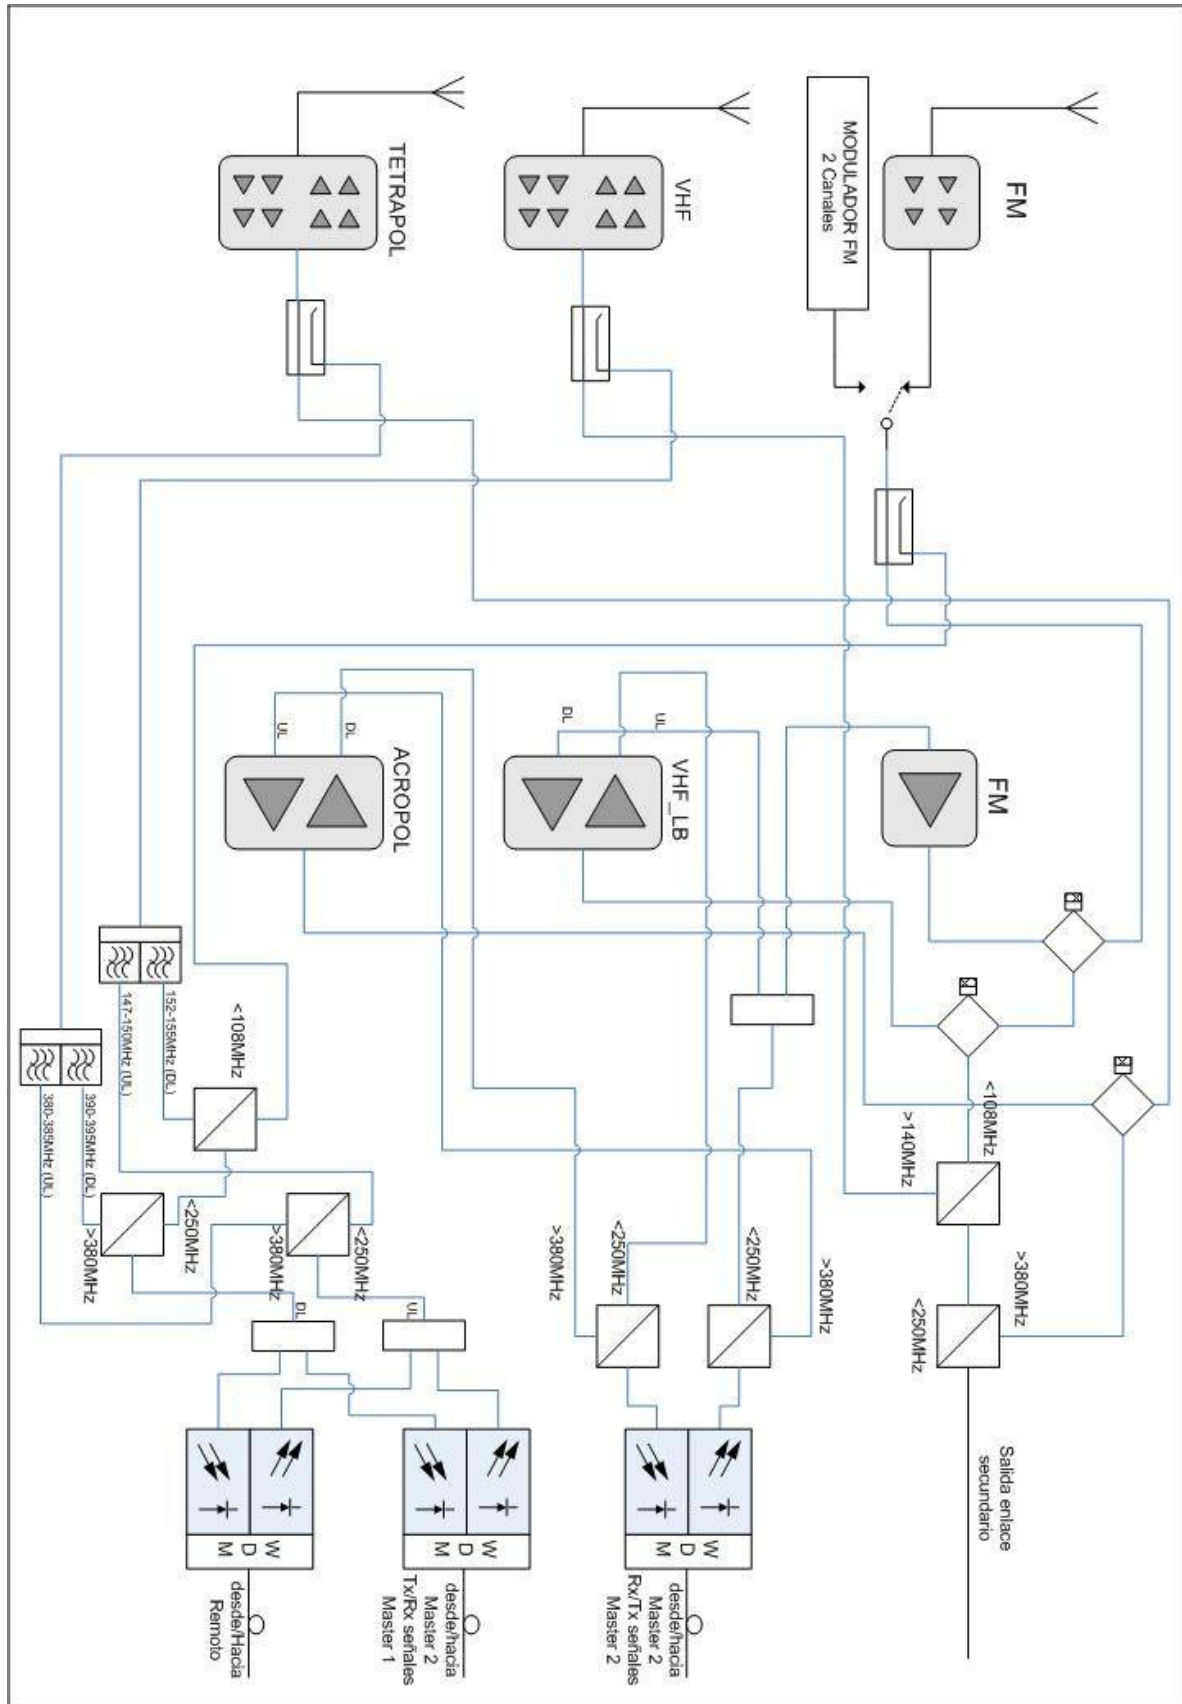 FM
MODULADOR FM
2 Canales
VHF
TETRAPOL
FM
VHF_LB
UL
DL
ACROPOL
DL
UL
<108MHz
>140MHz
>380MHz
<250MHz
Salida enlace
secundario
>380MHz
<250MHz
<250MHz
>380MHz
<108MHz
152-155MHz (DL)
147-150MHz (UL)
390-395MHz (DL)
380-385MHz (UL)
<250MHz
>380MHz
<250MHz
>380MHz
UL
DL
W
D
M
desde/hacia
Master 2
Rx/Tx señales
Master 2
W
D
M
desde/hacia
Master 2
Tx/Rx señales
Master 1
W
D
M
desde/Hacia
Remoto